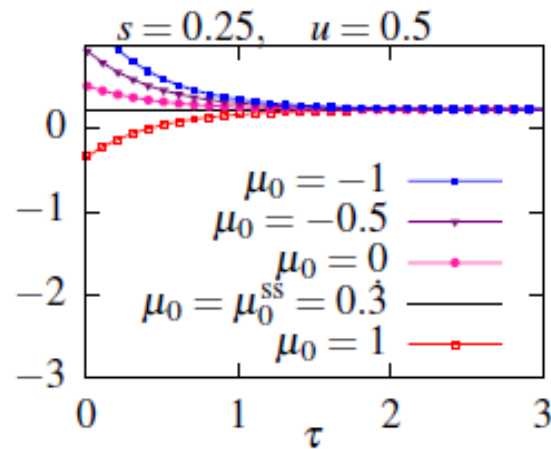 s = 0.25, u = 0.5
0
−1
−2
−3
μ₀ = −1
μ₀ = −0.5
μ₀ = 0
μ₀ = μ₀ˢˢ = 0.3̇
μ₀ = 1
0 1 2 3
τ